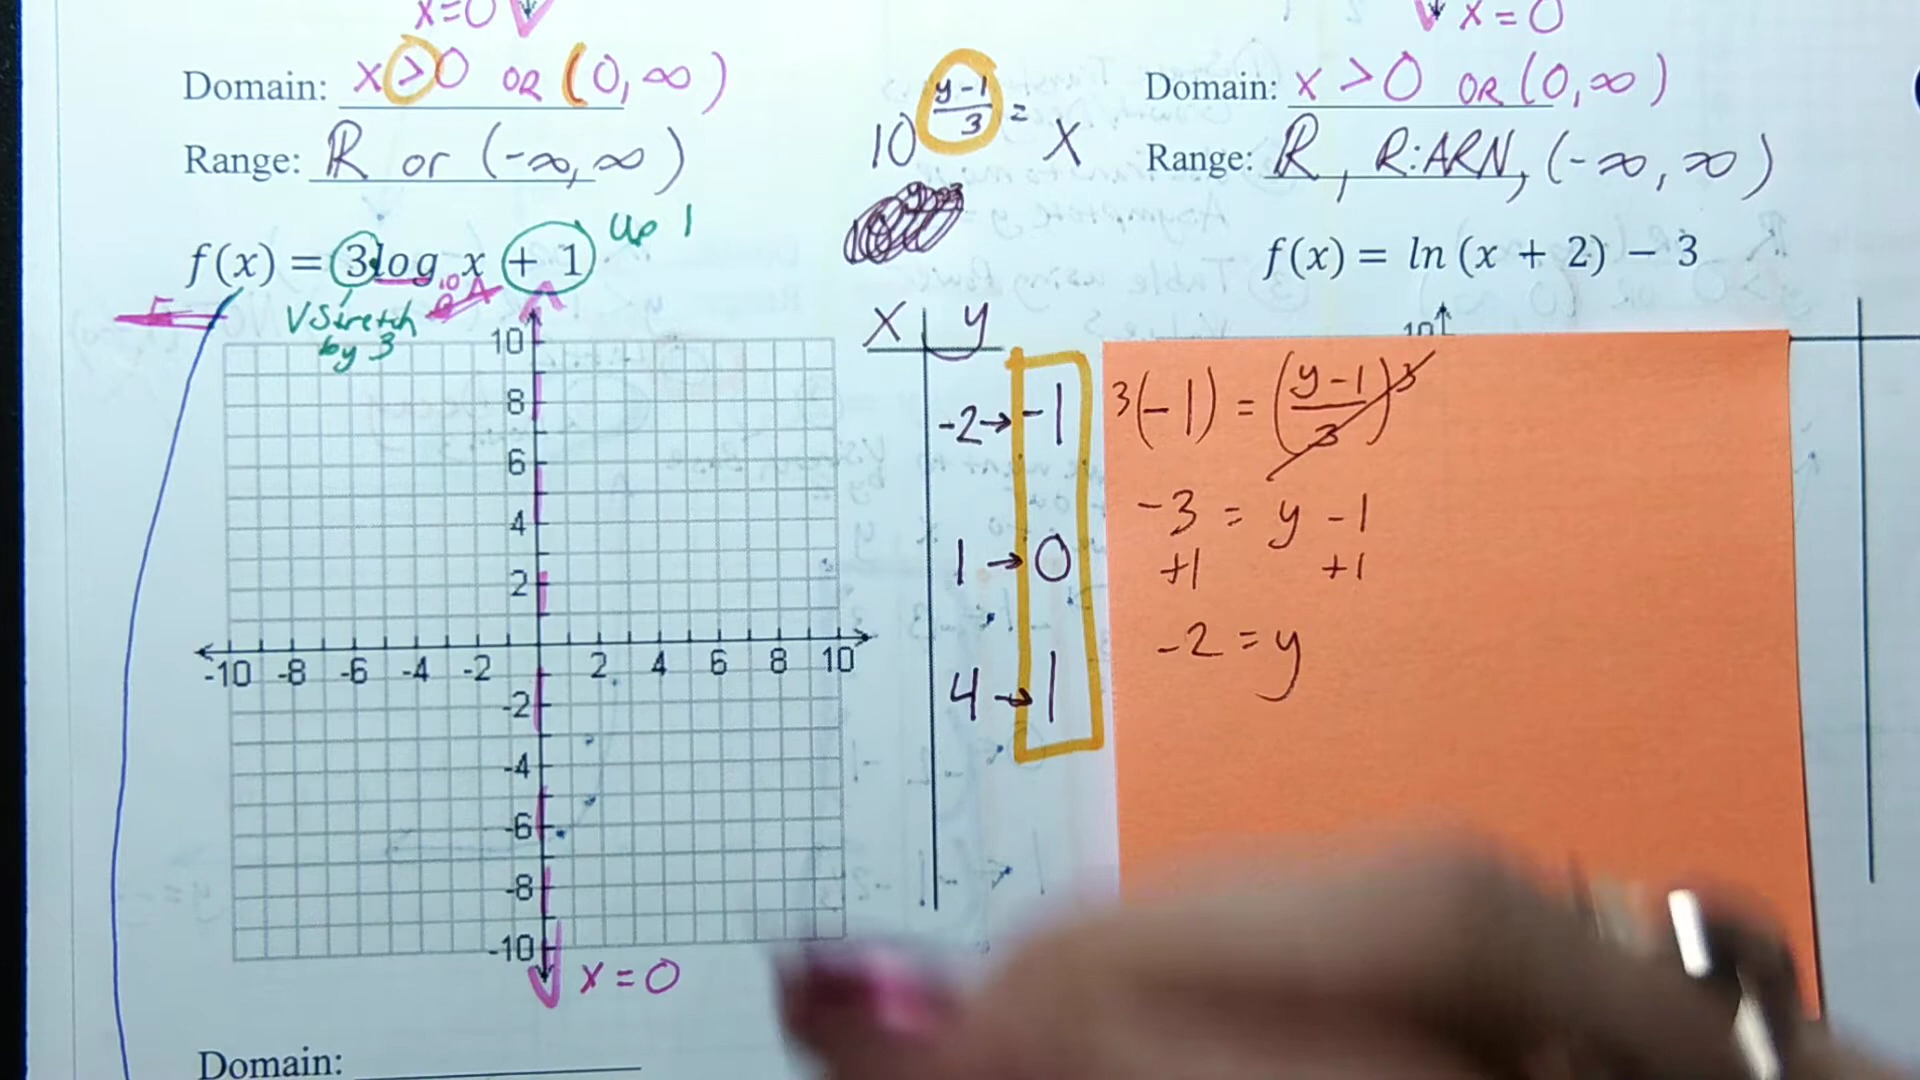 x=0
Domain: x > 0 OR (0, ∞)
Range: ℝ or (-∞, ∞)
f(x) = 3log₁₀ x + 1
up 1
VStretch
by 3
10
8
6
4
2
-10 -8 -6 -4 -2 2 4 6 8 10
-2
-4
-6
-8
-10
x = 0
Domain:
10^((y-1)/3) = x
x | y
-2 → -1
1 → 0
4 → 1
x = 0
Domain: x > 0 OR (0, ∞)
Range: ℝ, R:ARN, (-∞, ∞)
f(x) = ln (x + 2) − 3
10
3(-1) = ((y-1)/3)3
-3 = y - 1
+1 +1
-2 = y